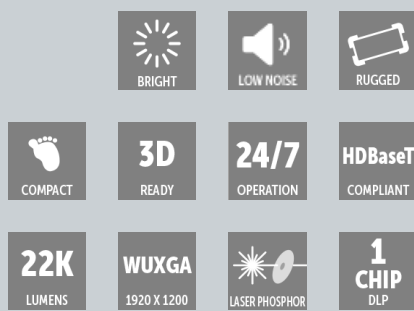 BRIGHT
LOW NOISE
RUGGED
COMPACT
3D
READY
24/7
OPERATION
HDBaseT
COMPLIANT
22K
LUMENS
WUXGA
1920 X 1200
LASER PHOSPHOR
1
CHIP
DLP